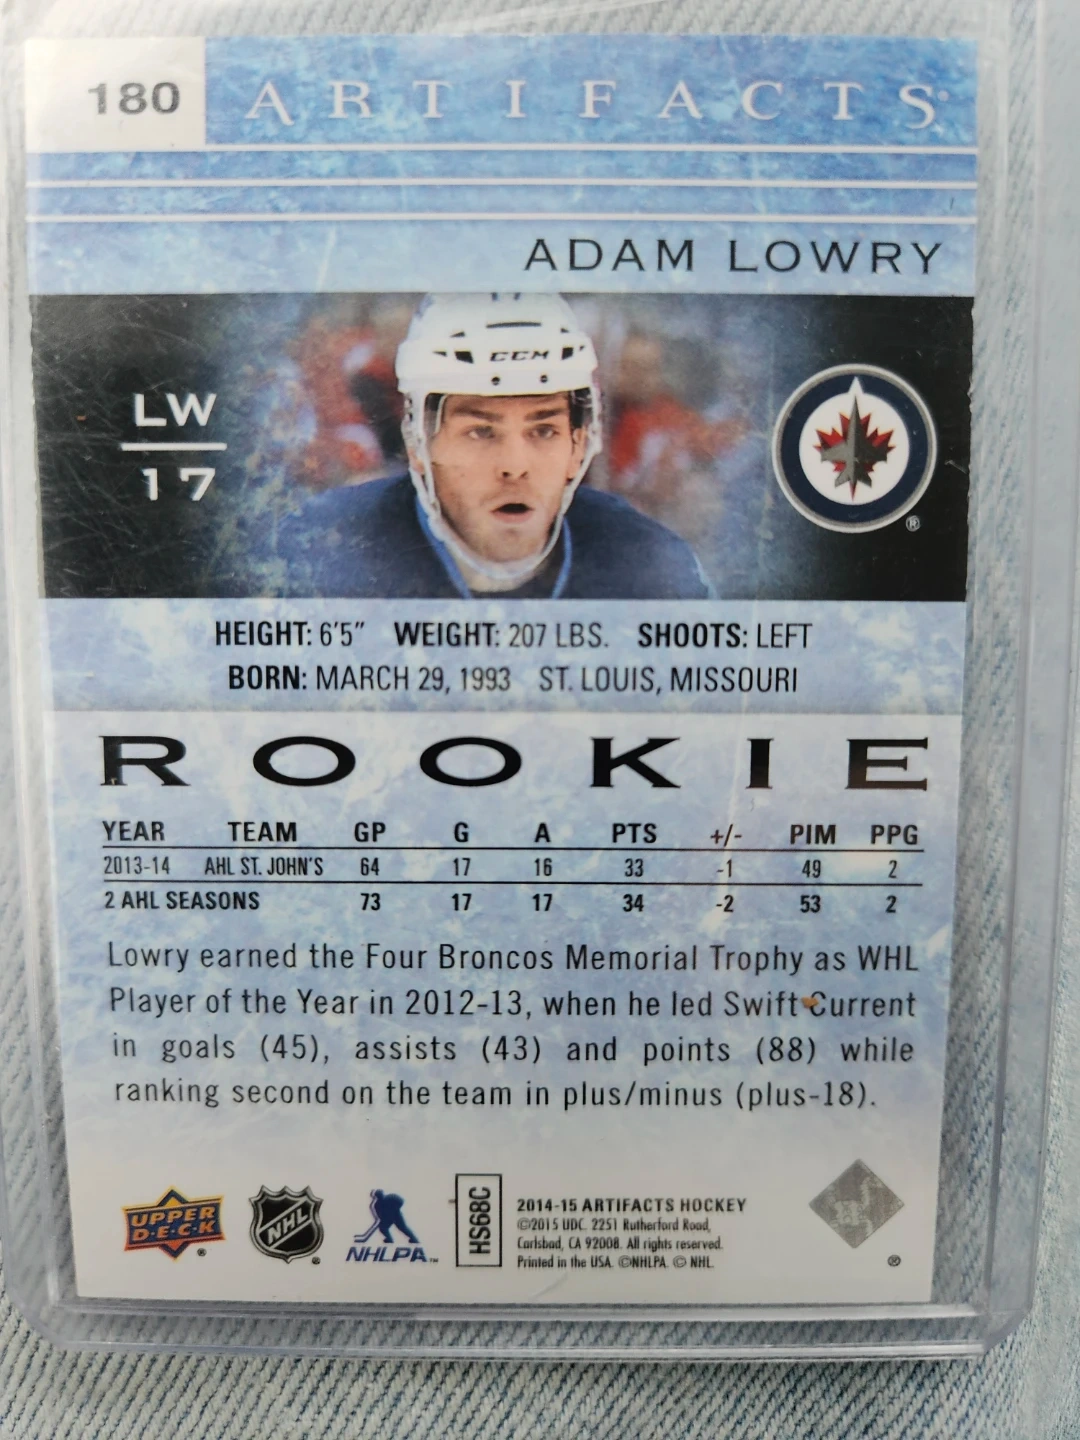 180 ARTIFACTS®
ADAM LOWRY
CCM
LW
17
®
HEIGHT: 6'5" WEIGHT: 207 LBS. SHOOTS: LEFT
BORN: MARCH 29, 1993 ST. LOUIS, MISSOURI
ROOKIE
YEAR TEAM GP G A PTS +/- PIM PPG
2013-14 AHL ST. JOHN'S 64 17 16 33 -1 49 2
2 AHL SEASONS 73 17 17 34 -2 53 2
Lowry earned the Four Broncos Memorial Trophy as WHL
Player of the Year in 2012-13, when he led Swift Current
in goals (45), assists (43) and points (88) while
ranking second on the team in plus/minus (plus-18).
UPPER
D·E·C·K
®
NHL
®
NHLPA™
HS68C
2014-15 ARTIFACTS HOCKEY
©2015 UDC. 2251 Rutherford Road,
Carlsbad, CA 92008. All rights reserved.
Printed in the USA. ©NHLPA. © NHL.
®